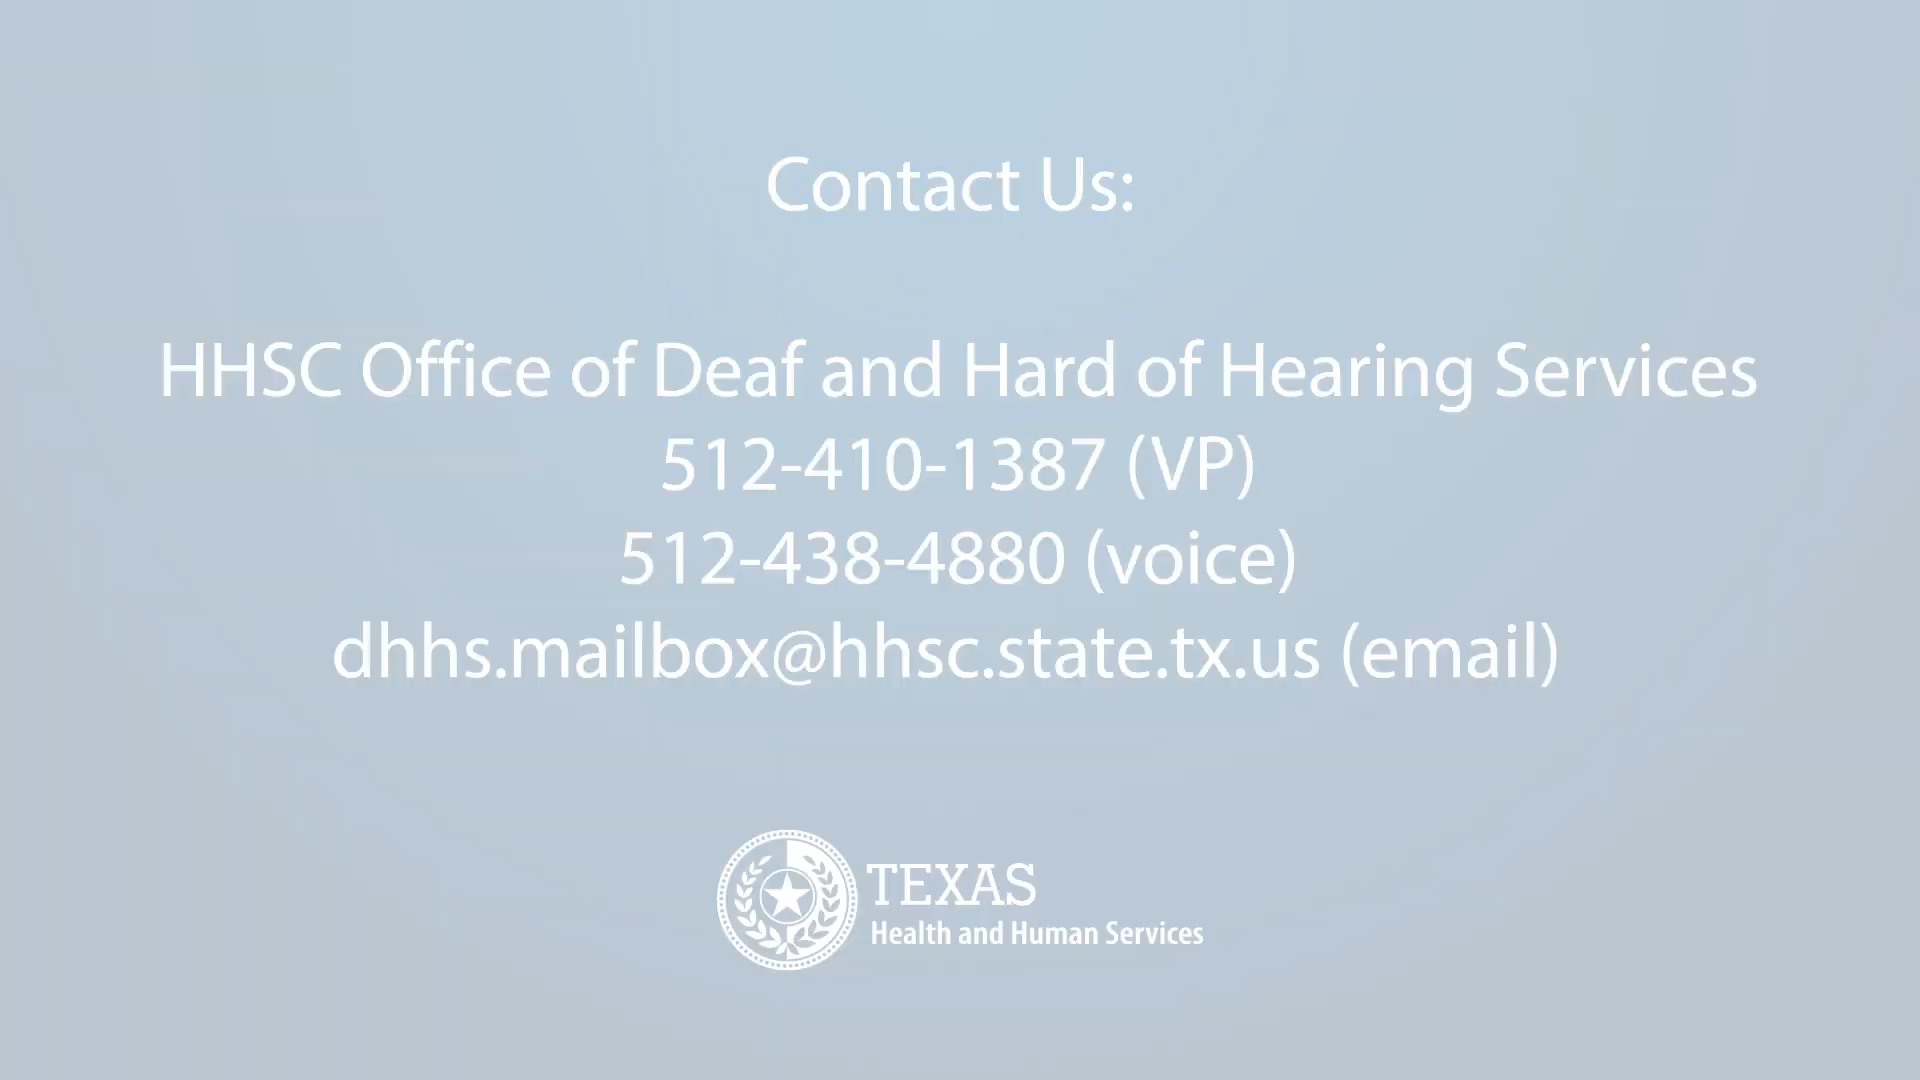 Contact Us:
HHSC Office of Deaf and Hard of Hearing Services
512-410-1387 (VP)
512-438-4880 (voice)
dhhs.mailbox@hhsc.state.tx.us (email)
TEXAS
Health and Human Services